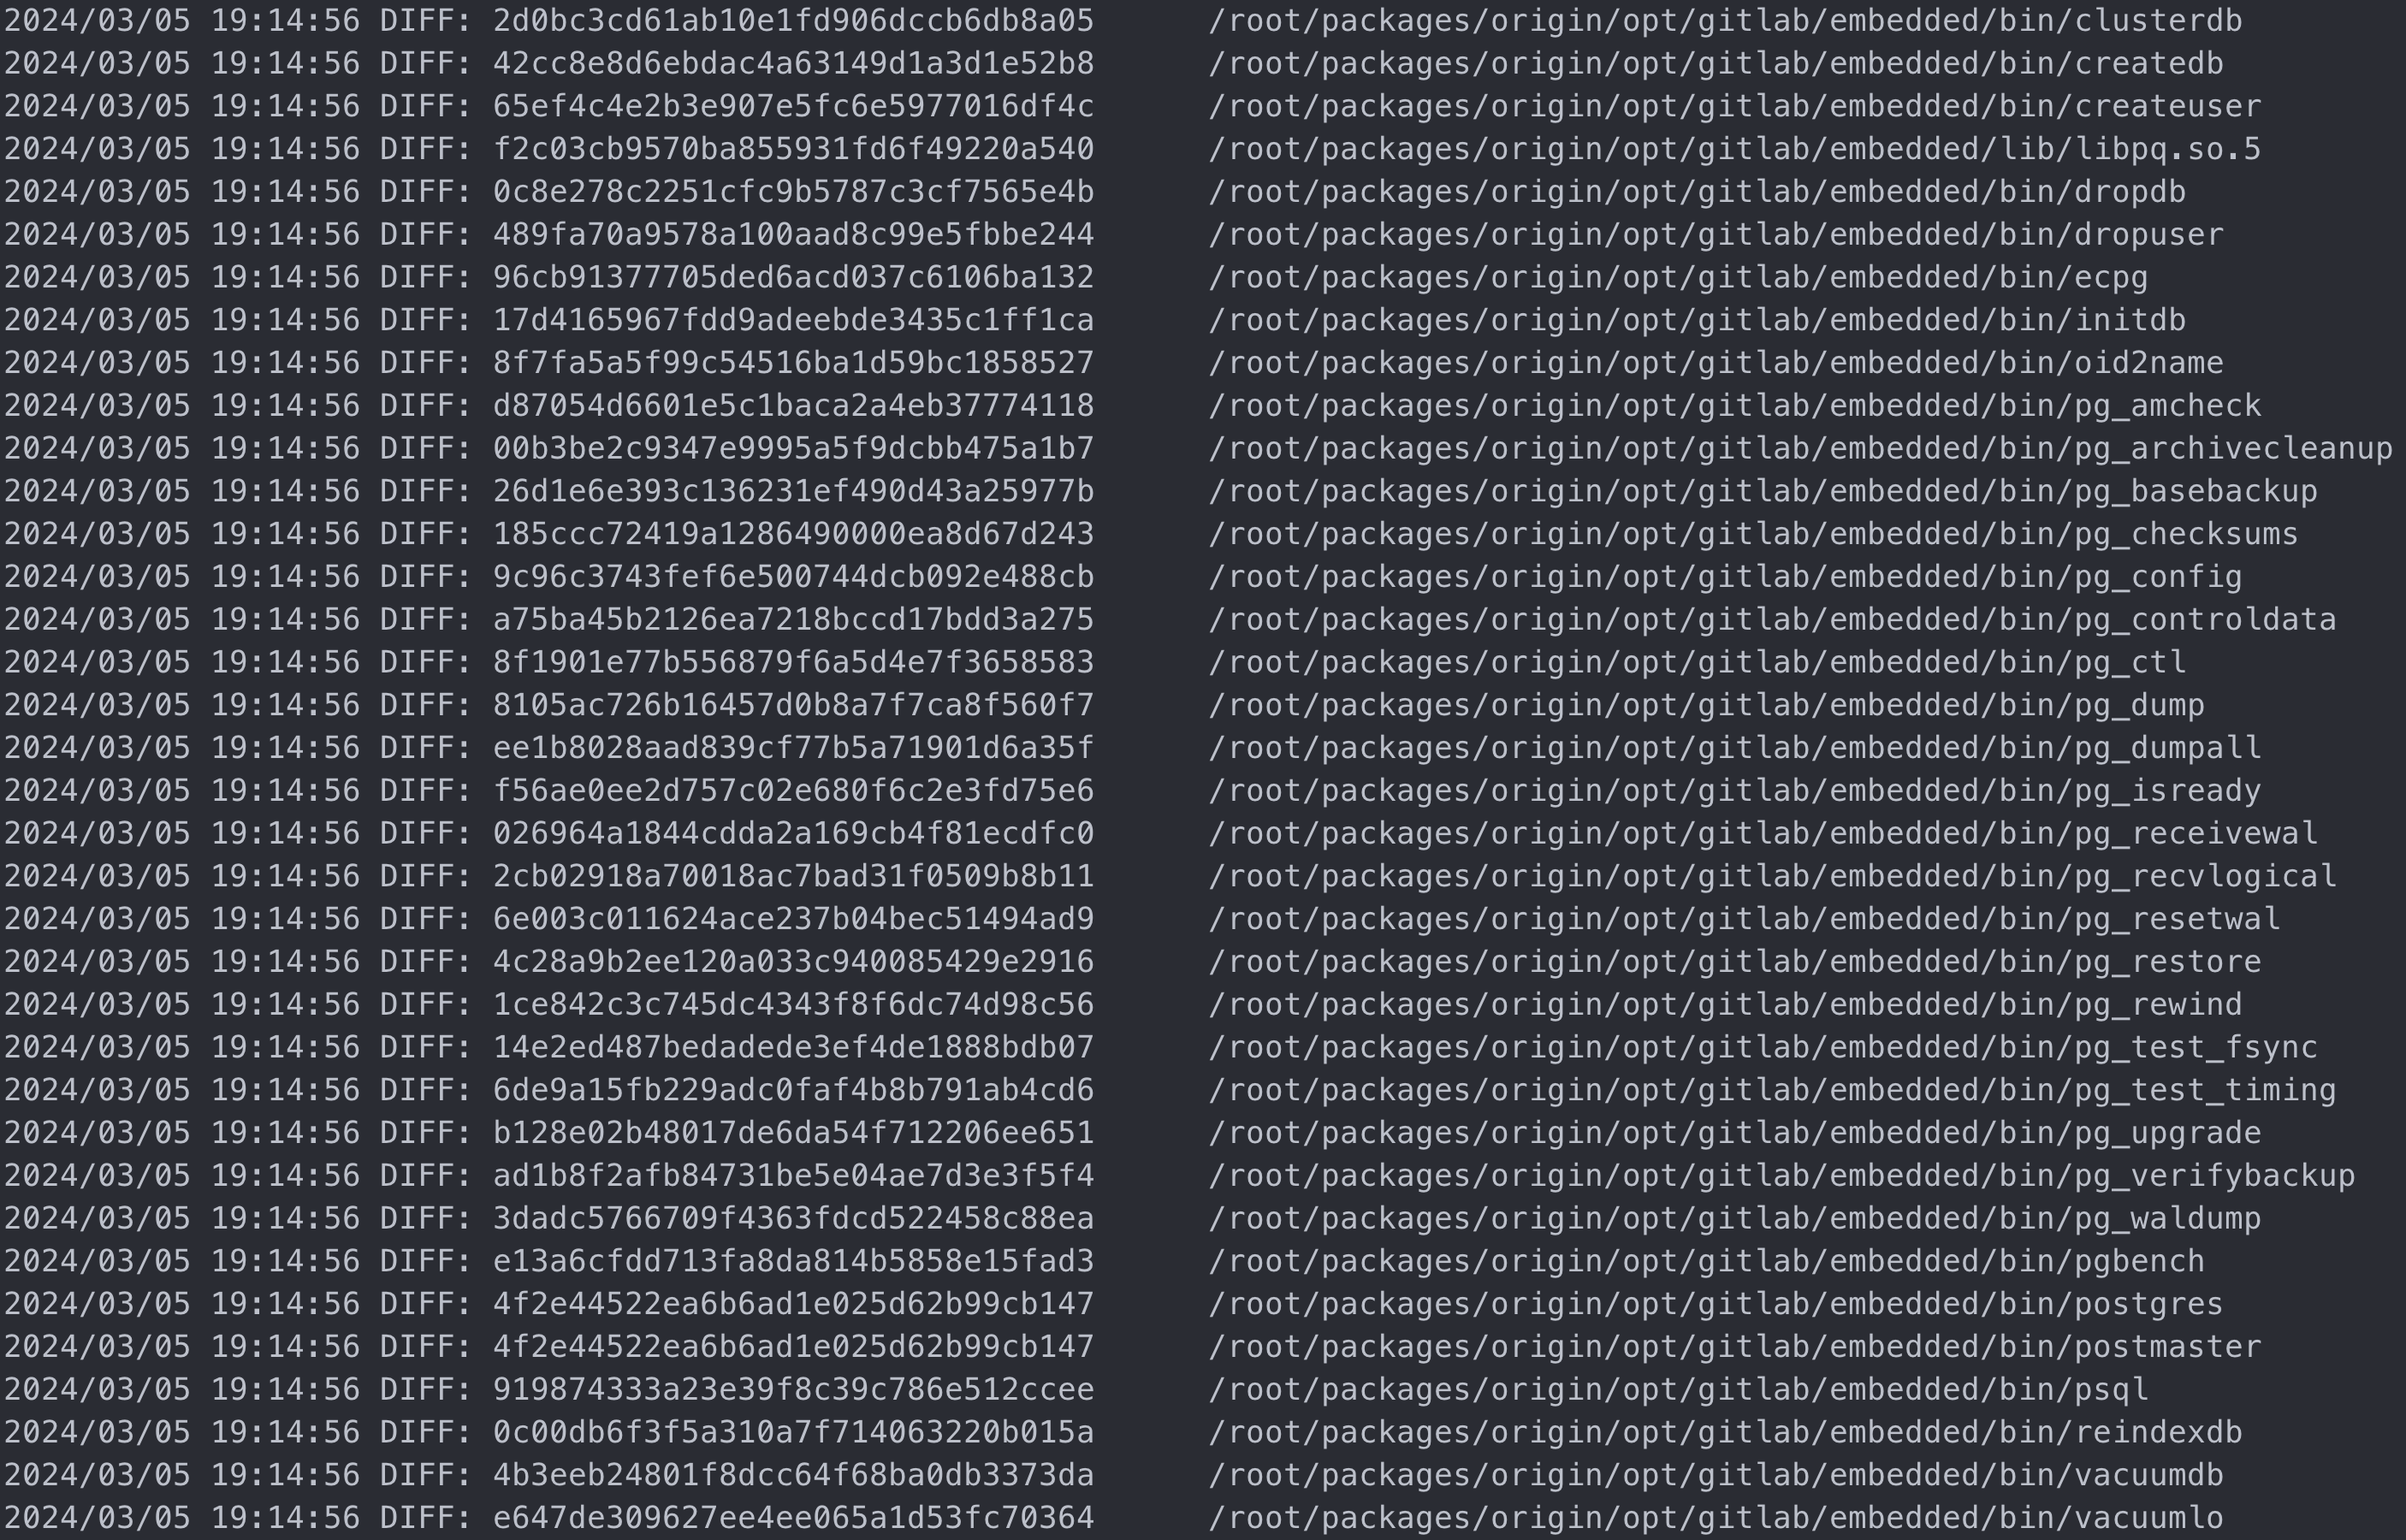 2024/03/05 19:14:56 DIFF: 2d0bc3cd61ab10e1fd906dccb6db8a05 /root/packages/origin/opt/gitlab/embedded/bin/clusterdb
2024/03/05 19:14:56 DIFF: 42cc8e8d6ebdac4a63149d1a3d1e52b8 /root/packages/origin/opt/gitlab/embedded/bin/createdb
2024/03/05 19:14:56 DIFF: 65ef4c4e2b3e907e5fc6e5977016df4c /root/packages/origin/opt/gitlab/embedded/bin/createuser
2024/03/05 19:14:56 DIFF: f2c03cb9570ba855931fd6f49220a540 /root/packages/origin/opt/gitlab/embedded/lib/libpq.so.5
2024/03/05 19:14:56 DIFF: 0c8e278c2251cfc9b5787c3cf7565e4b /root/packages/origin/opt/gitlab/embedded/bin/dropdb
2024/03/05 19:14:56 DIFF: 489fa70a9578a100aad8c99e5fbbe244 /root/packages/origin/opt/gitlab/embedded/bin/dropuser
2024/03/05 19:14:56 DIFF: 96cb91377705ded6acd037c6106ba132 /root/packages/origin/opt/gitlab/embedded/bin/ecpg
2024/03/05 19:14:56 DIFF: 17d4165967fdd9adeebde3435c1ff1ca /root/packages/origin/opt/gitlab/embedded/bin/initdb
2024/03/05 19:14:56 DIFF: 8f7fa5a5f99c54516ba1d59bc1858527 /root/packages/origin/opt/gitlab/embedded/bin/oid2name
2024/03/05 19:14:56 DIFF: d87054d6601e5c1baca2a4eb37774118 /root/packages/origin/opt/gitlab/embedded/bin/pg_amcheck
2024/03/05 19:14:56 DIFF: 00b3be2c9347e9995a5f9dcbb475a1b7 /root/packages/origin/opt/gitlab/embedded/bin/pg_archivecleanup
2024/03/05 19:14:56 DIFF: 26d1e6e393c136231ef490d43a25977b /root/packages/origin/opt/gitlab/embedded/bin/pg_basebackup
2024/03/05 19:14:56 DIFF: 185ccc72419a1286490000ea8d67d243 /root/packages/origin/opt/gitlab/embedded/bin/pg_checksums
2024/03/05 19:14:56 DIFF: 9c96c3743fef6e500744dcb092e488cb /root/packages/origin/opt/gitlab/embedded/bin/pg_config
2024/03/05 19:14:56 DIFF: a75ba45b2126ea7218bccd17bdd3a275 /root/packages/origin/opt/gitlab/embedded/bin/pg_controldata
2024/03/05 19:14:56 DIFF: 8f1901e77b556879f6a5d4e7f3658583 /root/packages/origin/opt/gitlab/embedded/bin/pg_ctl
2024/03/05 19:14:56 DIFF: 8105ac726b16457d0b8a7f7ca8f560f7 /root/packages/origin/opt/gitlab/embedded/bin/pg_dump
2024/03/05 19:14:56 DIFF: ee1b8028aad839cf77b5a71901d6a35f /root/packages/origin/opt/gitlab/embedded/bin/pg_dumpall
2024/03/05 19:14:56 DIFF: f56ae0ee2d757c02e680f6c2e3fd75e6 /root/packages/origin/opt/gitlab/embedded/bin/pg_isready
2024/03/05 19:14:56 DIFF: 026964a1844cdda2a169cb4f81ecdfc0 /root/packages/origin/opt/gitlab/embedded/bin/pg_receivewal
2024/03/05 19:14:56 DIFF: 2cb02918a70018ac7bad31f0509b8b11 /root/packages/origin/opt/gitlab/embedded/bin/pg_recvlogical
2024/03/05 19:14:56 DIFF: 6e003c011624ace237b04bec51494ad9 /root/packages/origin/opt/gitlab/embedded/bin/pg_resetwal
2024/03/05 19:14:56 DIFF: 4c28a9b2ee120a033c940085429e2916 /root/packages/origin/opt/gitlab/embedded/bin/pg_restore
2024/03/05 19:14:56 DIFF: 1ce842c3c745dc4343f8f6dc74d98c56 /root/packages/origin/opt/gitlab/embedded/bin/pg_rewind
2024/03/05 19:14:56 DIFF: 14e2ed487bedadede3ef4de1888bdb07 /root/packages/origin/opt/gitlab/embedded/bin/pg_test_fsync
2024/03/05 19:14:56 DIFF: 6de9a15fb229adc0faf4b8b791ab4cd6 /root/packages/origin/opt/gitlab/embedded/bin/pg_test_timing
2024/03/05 19:14:56 DIFF: b128e02b48017de6da54f712206ee651 /root/packages/origin/opt/gitlab/embedded/bin/pg_upgrade
2024/03/05 19:14:56 DIFF: ad1b8f2afb84731be5e04ae7d3e3f5f4 /root/packages/origin/opt/gitlab/embedded/bin/pg_verifybackup
2024/03/05 19:14:56 DIFF: 3dadc5766709f4363fdcd522458c88ea /root/packages/origin/opt/gitlab/embedded/bin/pg_waldump
2024/03/05 19:14:56 DIFF: e13a6cfdd713fa8da814b5858e15fad3 /root/packages/origin/opt/gitlab/embedded/bin/pgbench
2024/03/05 19:14:56 DIFF: 4f2e44522ea6b6ad1e025d62b99cb147 /root/packages/origin/opt/gitlab/embedded/bin/postgres
2024/03/05 19:14:56 DIFF: 4f2e44522ea6b6ad1e025d62b99cb147 /root/packages/origin/opt/gitlab/embedded/bin/postmaster
2024/03/05 19:14:56 DIFF: 919874333a23e39f8c39c786e512ccee /root/packages/origin/opt/gitlab/embedded/bin/psql
2024/03/05 19:14:56 DIFF: 0c00db6f3f5a310a7f714063220b015a /root/packages/origin/opt/gitlab/embedded/bin/reindexdb
2024/03/05 19:14:56 DIFF: 4b3eeb24801f8dcc64f68ba0db3373da /root/packages/origin/opt/gitlab/embedded/bin/vacuumdb
2024/03/05 19:14:56 DIFF: e647de309627ee4ee065a1d53fc70364 /root/packages/origin/opt/gitlab/embedded/bin/vacuumlo